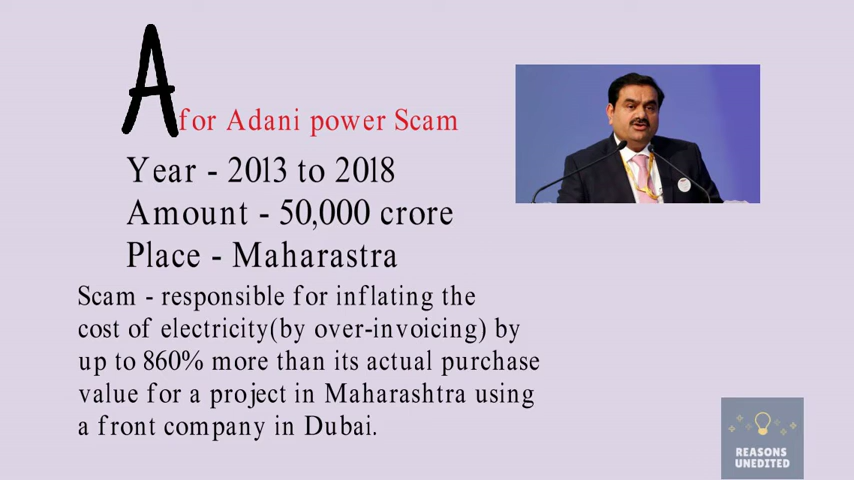 A for Adani power Scam
Year - 2013 to 2018
Amount - 50,000 crore
Place - Maharastra
Scam - responsible for inflating the
cost of electricity(by over-invoicing) by
up to 860% more than its actual purchase
value for a project in Maharashtra using
a front company in Dubai.
REASONS
UNEDITED